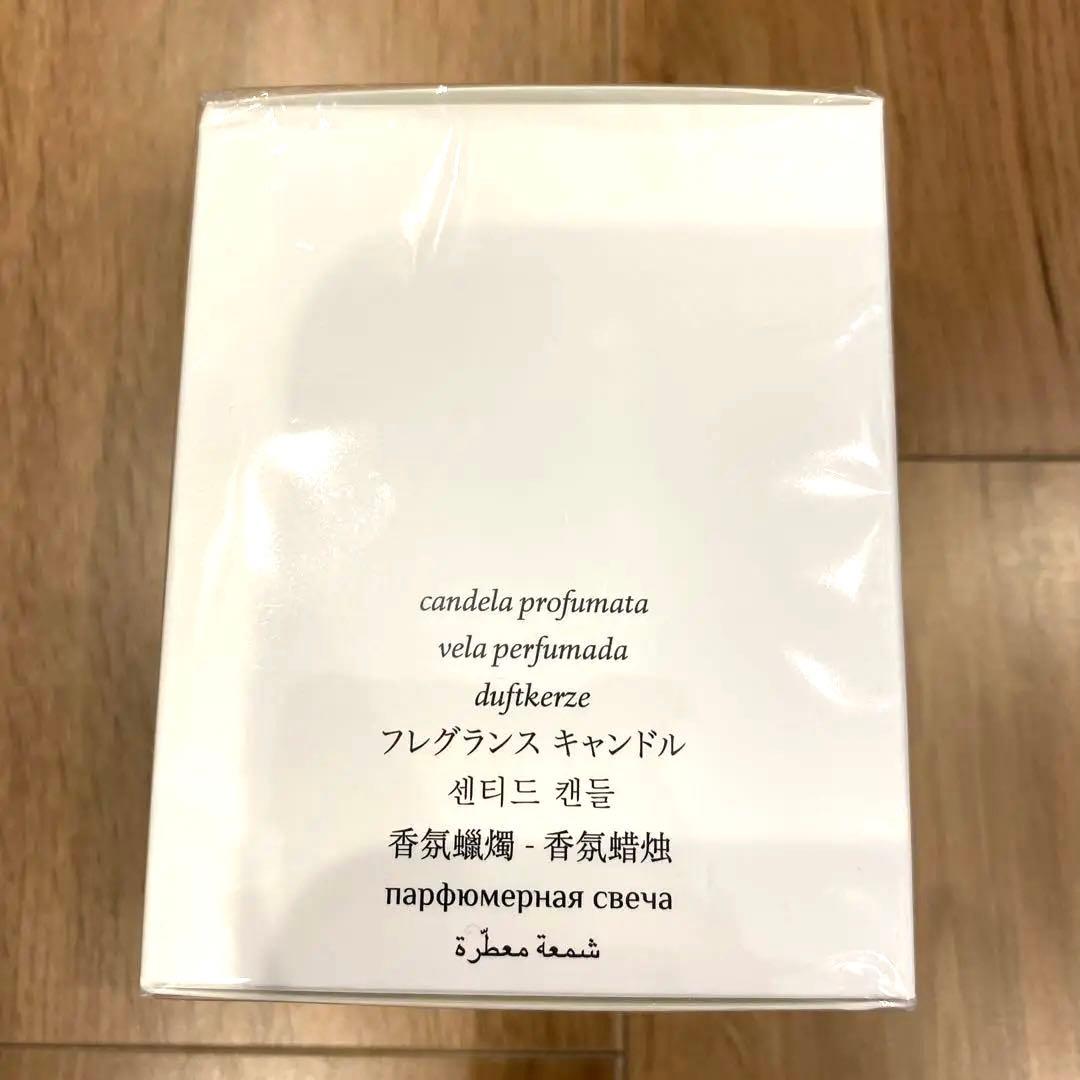 candela profumata
vela perfumada
duftkerze
フレグランス キャンドル
센티드 캔들
香氛蠟燭 - 香氛蜡烛
парфюмерная свеча
شمعة معطّرة